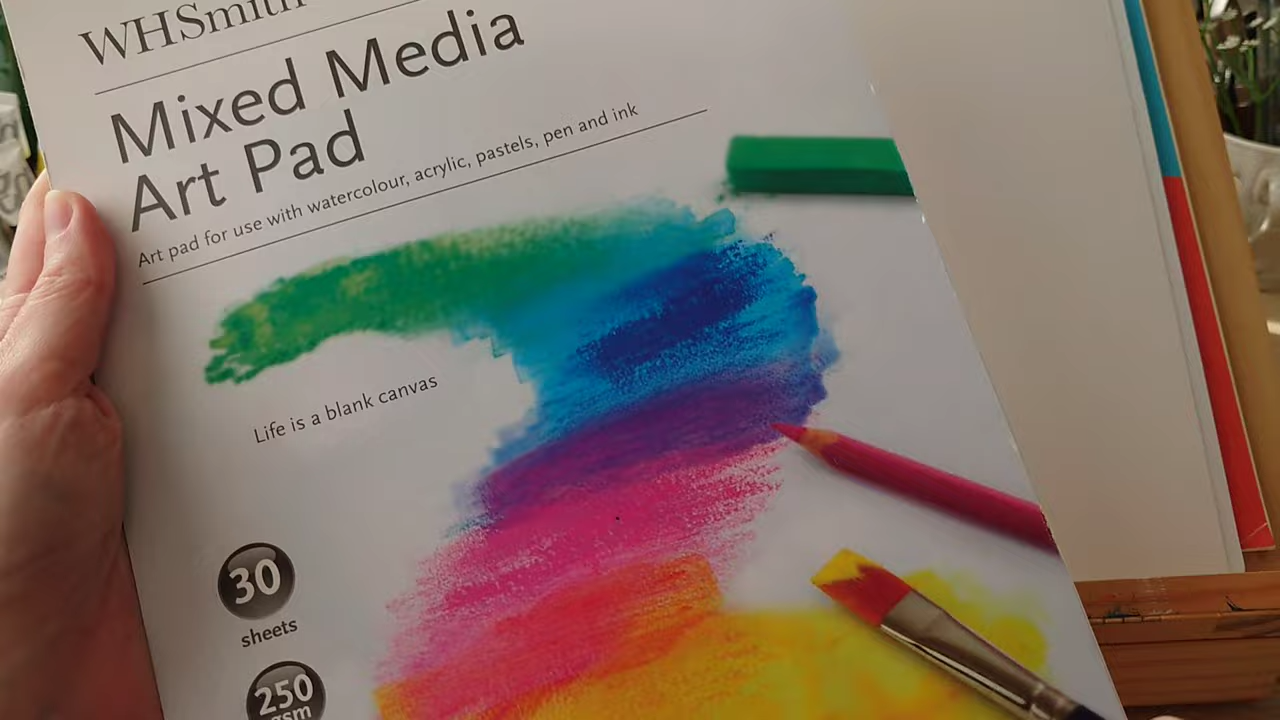 WHSmith
Mixed Media
Art Pad
Art pad for use with watercolour, acrylic, pastels, pen and ink
Life is a blank canvas
30
sheets
250
gsm